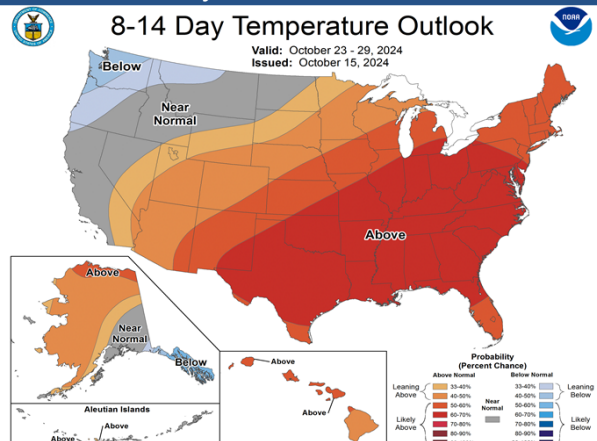 8-14 Day Temperature Outlook
NOAA
Valid: October 23 - 29, 2024
Issued: October 15, 2024
Below
Near
Normal
Above
Above
Near
Normal
Below
Aleutian Islands
Above
Above
Above
Above
Probability
(Percent Chance)
Above Normal
Below Normal
Leaning
Above
33-40%
40-50%
50-60%
60-70%
70-80%
80-90%
Likely
Above
Near
Normal
33-40%
40-50%
50-60%
60-70%
70-80%
80-90%
Leaning
Below
Likely
Below